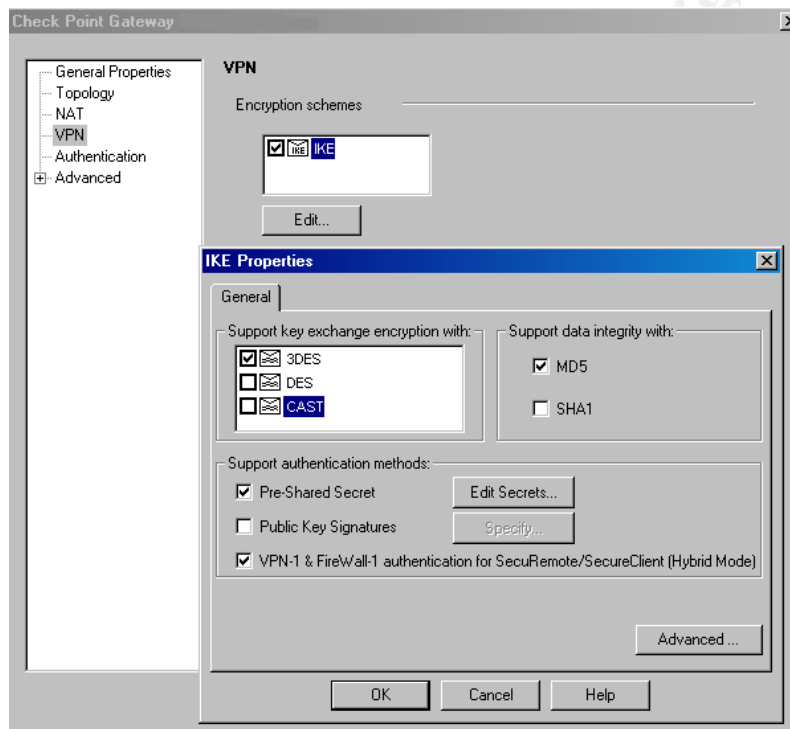 Check Point Gateway
General Properties
Topology
NAT
VPN
Authentication
Advanced
VPN
Encryption schemes
IKE IKE
Edit...
IKE Properties
General
Support key exchange encryption with:
3DES
DES
CAST
Support data integrity with:
MD5
SHA1
Support authentication methods:
Pre-Shared Secret
Edit Secrets...
Public Key Signatures
Specify...
VPN-1 & FireWall-1 authentication for SecuRemote/SecureClient (Hybrid Mode)
Advanced ...
OK
Cancel
Help